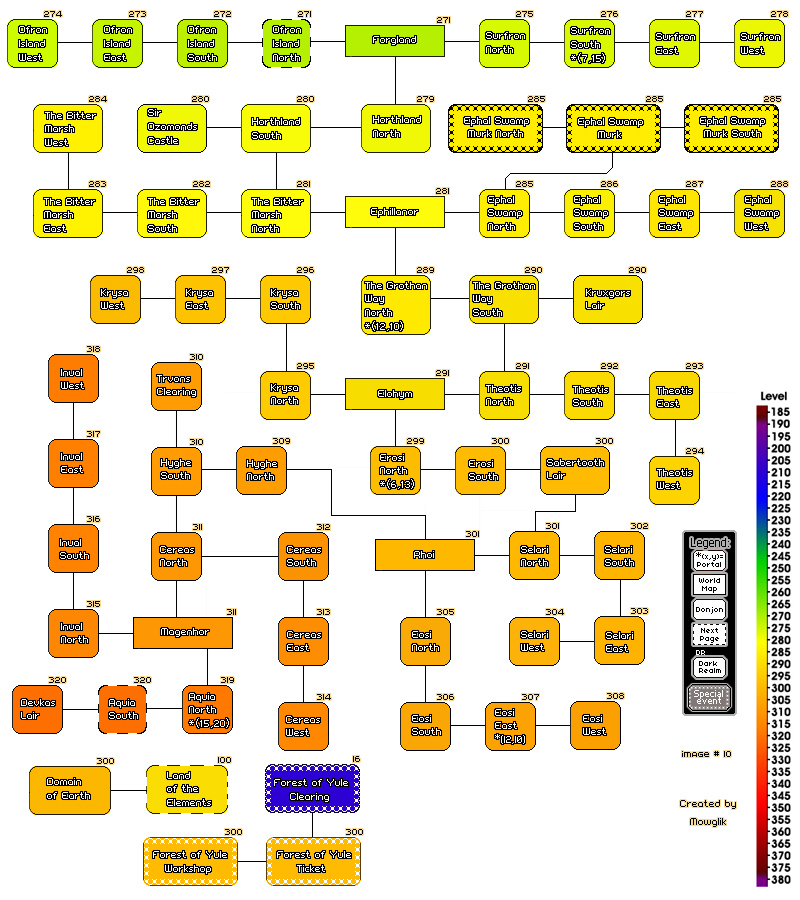 274
273
272
271
271
275
276
277
278
Ofron
Island
West
Ofron
Island
East
Ofron
Island
South
Ofron
Island
North
Forgland
Surfron
North
Surfron
South
*(7,15)
Surfron
East
Surfron
West
284
280
280
279
285
285
285
The Bitter
Marsh
West
Sir
Ozomonds
Castle
Horthland
South
Horthland
North
Ephal Swamp
Murk North
Ephal Swamp
Murk
Ephal Swamp
Murk South
283
282
281
281
285
286
287
288
The Bitter
Marsh
East
The Bitter
Marsh
South
The Bitter
Marsh
North
Ephillanor
Ephal
Swamp
North
Ephal
Swamp
South
Ephal
Swamp
East
Ephal
Swamp
West
298
297
296
289
290
290
Krysa
West
Krysa
East
Krysa
South
The Grothan
Way
North
*(12,10)
The Grothan
Way
South
Kruxgars
Lair
318
310
295
291
291
292
293
Inual
West
Trvons
Clearing
Krysa
North
Elohym
Theotis
North
Theotis
South
Theotis
East
317
310
309
299
300
300
294
Inual
East
Hyghe
South
Hyghe
North
Erosi
North
*(6,13)
Erosi
South
Sabertooth
Lair
Theotis
West
316
311
312
301
301
302
Inual
South
Cereas
North
Cereas
South
Rhoi
Selari
North
Selari
South
315
311
313
305
304
303
Inual
North
Magenhor
Cereas
East
Eosi
North
Selari
West
Selari
East
320
320
319
314
306
307
308
Devkas
Lair
Aquia
South
Aquia
North
*(15,20)
Cereas
West
Eosi
South
Eosi
East
*(12,10)
Eosi
West
300
100
16
Domain
of Earth
Land
of the
Elements
Forest of Yule
Clearing
300
300
Forest of Yule
Workshop
Forest of Yule
Ticket
Legend:
*(x,y)=
Portal
World
Map
Donjon
Next
Page
OR
Dark
Realm
Special
event
image # 10
Created by
Mowglik
Level
185
190
195
200
205
210
215
220
225
230
235
240
245
250
255
260
265
270
275
280
285
290
295
300
305
310
315
320
325
330
335
340
345
350
355
360
365
370
375
380